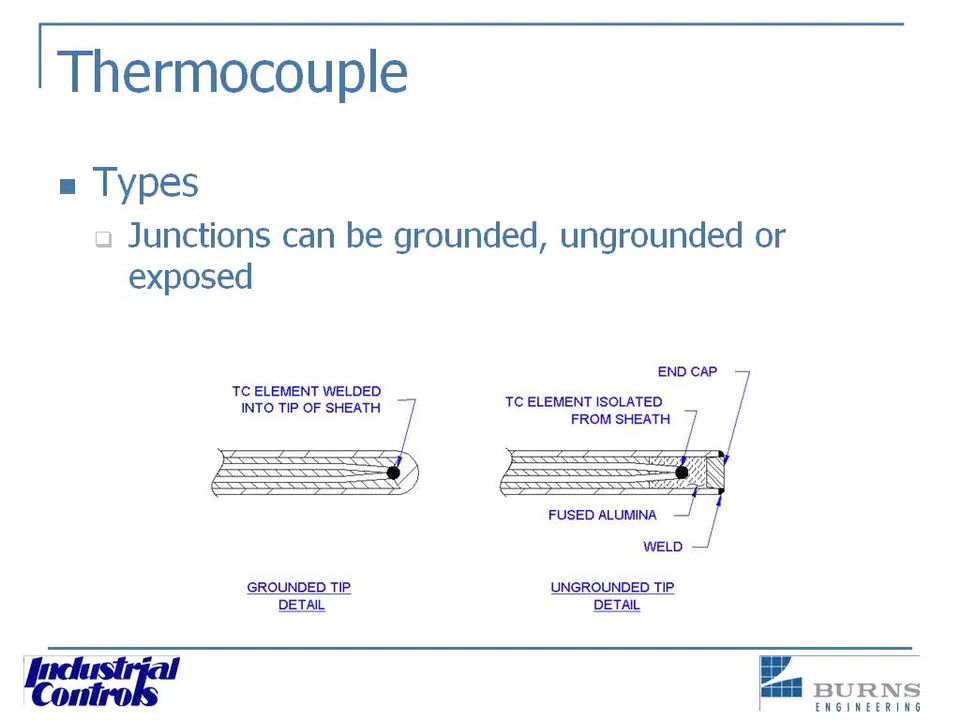 Thermocouple
Types
Junctions can be grounded, ungrounded or
exposed
TC ELEMENT WELDED
INTO TIP OF SHEATH
END CAP
TC ELEMENT ISOLATED
FROM SHEATH
FUSED ALUMINA
WELD
GROUNDED TIP
DETAIL
UNGROUNDED TIP
DETAIL
Industrial
Controls
BURNS
ENGINEERING